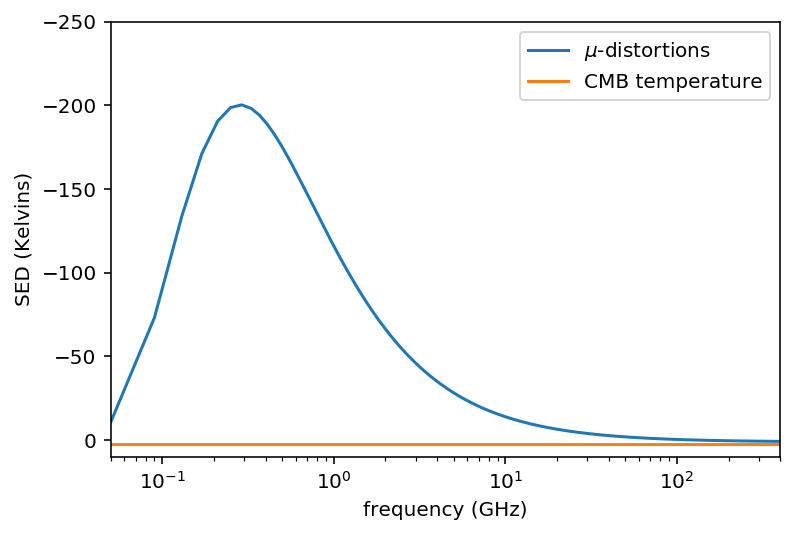 −250
−200
−150
−100
−50
0
SED (Kelvins)
μ-distortions
CMB temperature
10⁻¹ 10⁰ 10¹ 10²
frequency (GHz)